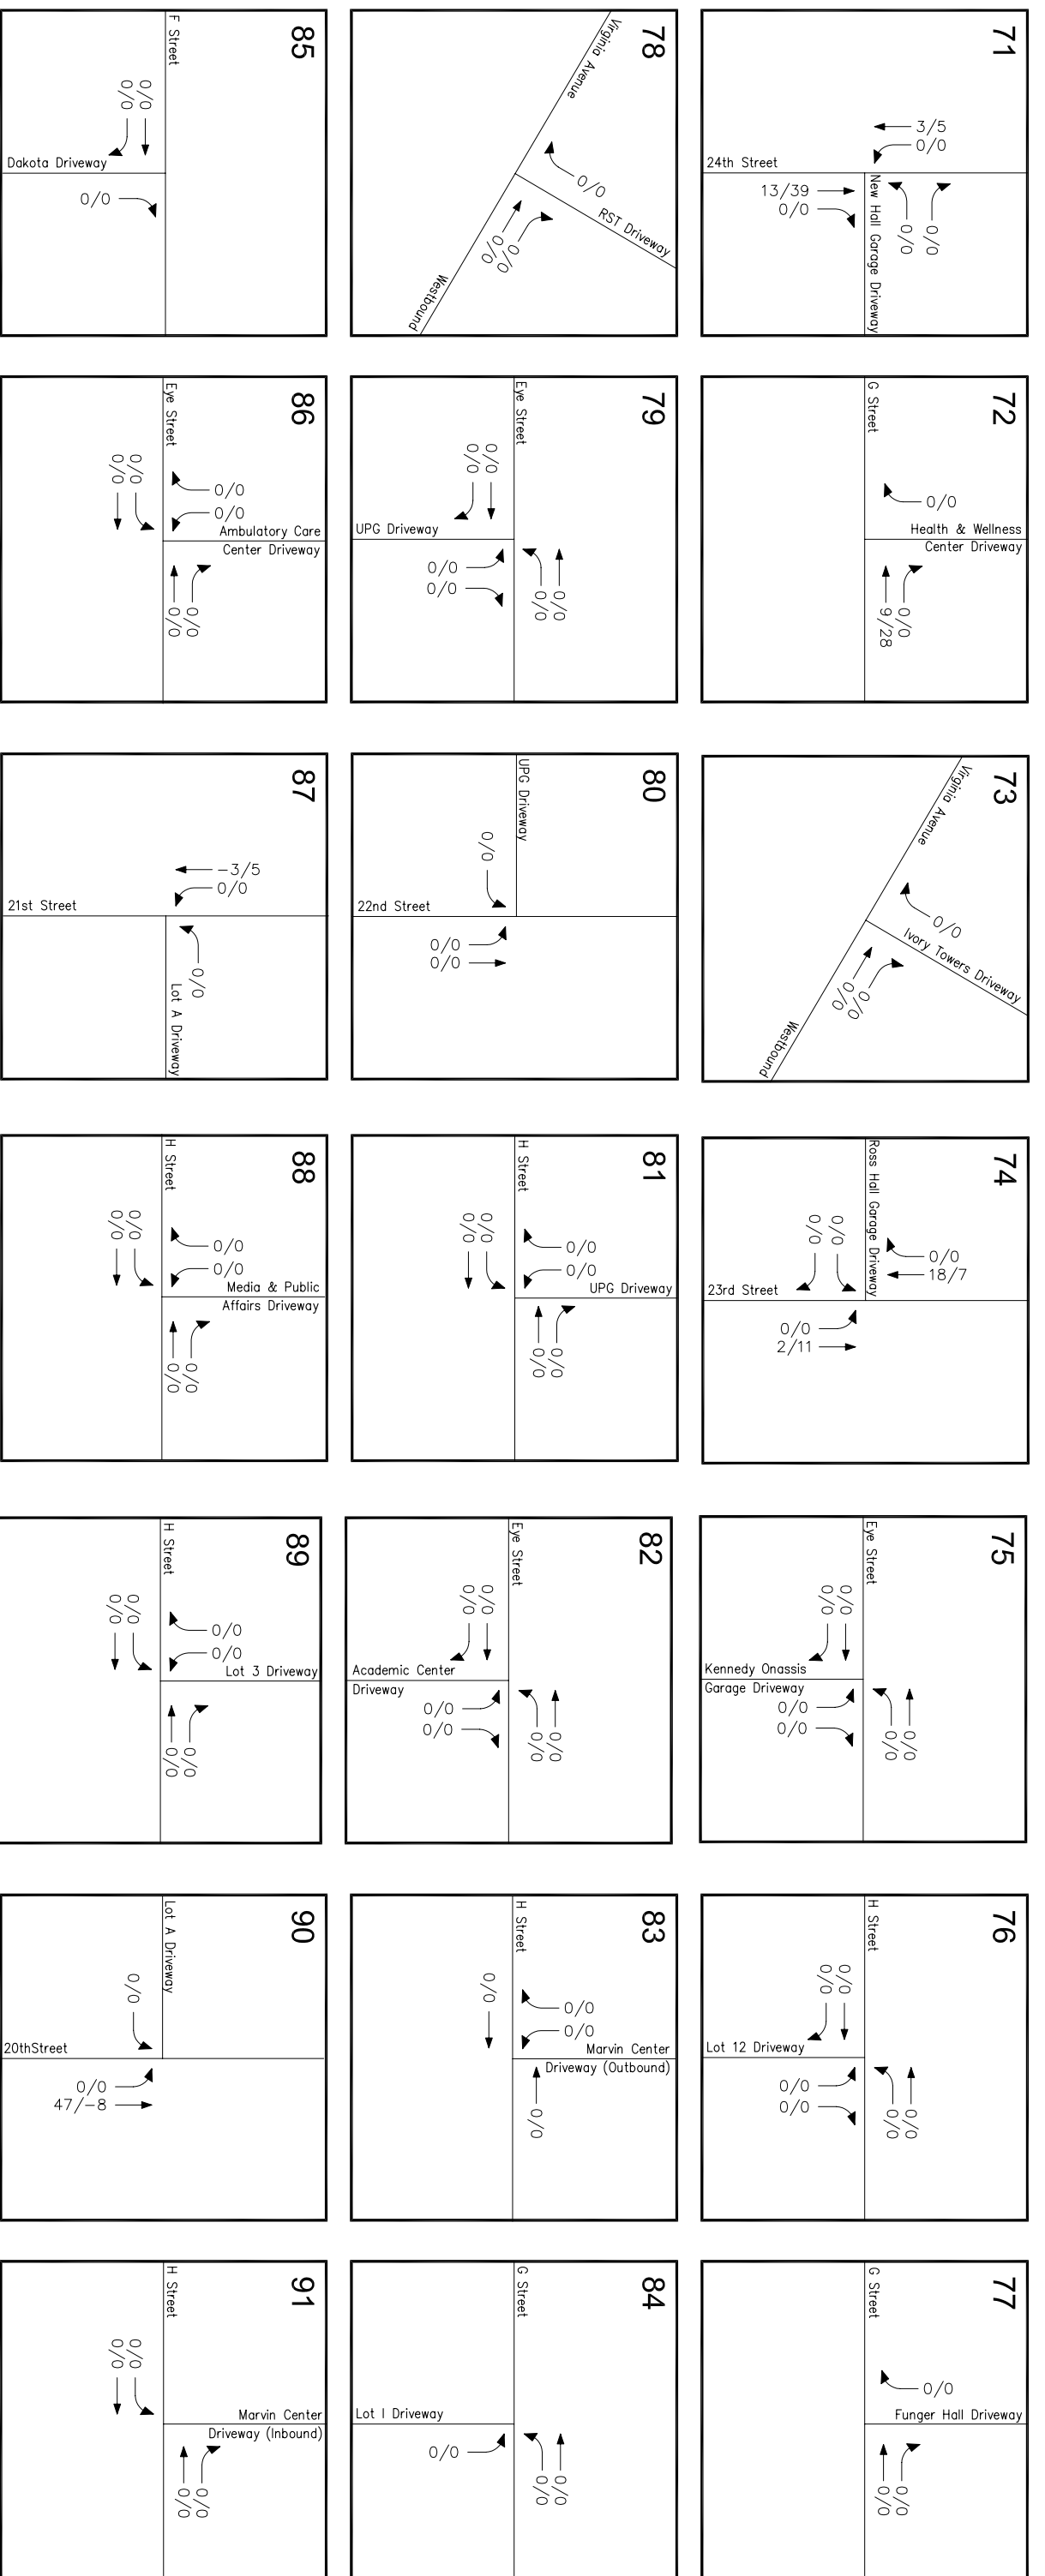 71
3/5
0/0
24th Street
13/39
0/0
New Hall Garage Driveway
0/0
0/0
72
G Street
0/0
Health & Wellness
Center Driveway
0/0
9/28
73
Virginia Avenue
0/0
Ivory Towers Driveway
0/0
0/0
Westbound
74
Ross Hall Garage Driveway
0/0
0/0
0/0
18/7
23rd Street
0/0
2/11
75
Eye Street
0/0
0/0
Kennedy Onassis
Garage Driveway
0/0
0/0
0/0
0/0
76
H Street
0/0
0/0
Lot 12 Driveway
0/0
0/0
0/0
0/0
77
G Street
0/0
Funger Hall Driveway
0/0
0/0
78
Virginia Avenue
0/0
RST Driveway
0/0
0/0
Westbound
79
Eye Street
0/0
0/0
UPG Driveway
0/0
0/0
0/0
0/0
80
UPG Driveway
0/0
22nd Street
0/0
0/0
81
H Street
0/0
0/0
0/0
0/0
UPG Driveway
0/0
0/0
82
Eye Street
0/0
0/0
Academic Center
Driveway
0/0
0/0
0/0
0/0
83
H Street
0/0
0/0
0/0
Marvin Center
Driveway (Outbound)
0/0
84
G Street
Lot I Driveway
0/0
0/0
0/0
85
F Street
0/0
0/0
Dakota Driveway
0/0
86
Eye Street
0/0
0/0
0/0
0/0
Ambulatory Care
Center Driveway
0/0
0/0
87
-3/5
0/0
21st Street
0/0
Lot A Driveway
88
H Street
0/0
0/0
0/0
0/0
Media & Public
Affairs Driveway
0/0
0/0
89
H Street
0/0
0/0
0/0
0/0
Lot 3 Driveway
0/0
0/0
90
Lot A Driveway
0/0
20thStreet
0/0
47/-8
91
H Street
0/0
0/0
Marvin Center
Driveway (Inbound)
0/0
0/0